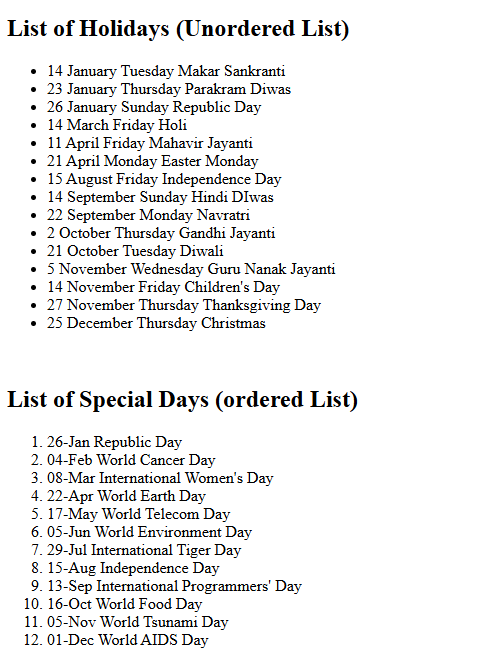 List of Holidays (Unordered List)
• 14 January Tuesday Makar Sankranti
• 23 January Thursday Parakram Diwas
• 26 January Sunday Republic Day
• 14 March Friday Holi
• 11 April Friday Mahavir Jayanti
• 21 April Monday Easter Monday
• 15 August Friday Independence Day
• 14 September Sunday Hindi DIwas
• 22 September Monday Navratri
• 2 October Thursday Gandhi Jayanti
• 21 October Tuesday Diwali
• 5 November Wednesday Guru Nanak Jayanti
• 14 November Friday Children's Day
• 27 November Thursday Thanksgiving Day
• 25 December Thursday Christmas
List of Special Days (ordered List)
1. 26-Jan Republic Day
2. 04-Feb World Cancer Day
3. 08-Mar International Women's Day
4. 22-Apr World Earth Day
5. 17-May World Telecom Day
6. 05-Jun World Environment Day
7. 29-Jul International Tiger Day
8. 15-Aug Independence Day
9. 13-Sep International Programmers' Day
10. 16-Oct World Food Day
11. 05-Nov World Tsunami Day
12. 01-Dec World AIDS Day